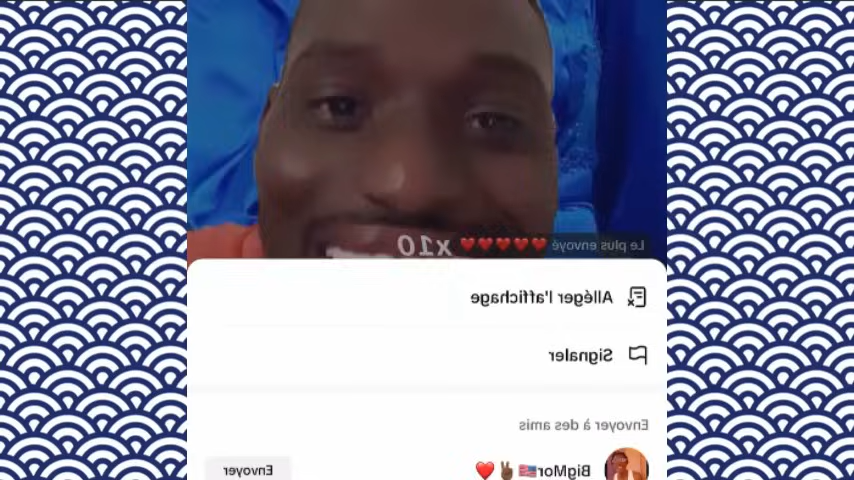 Le plus envoyé ❤️❤️❤️❤️❤️
x10
Alléger l'affichage
Signaler
Envoyer à des amis
BigMor🇺🇸✌🏾❤️
Envoyer